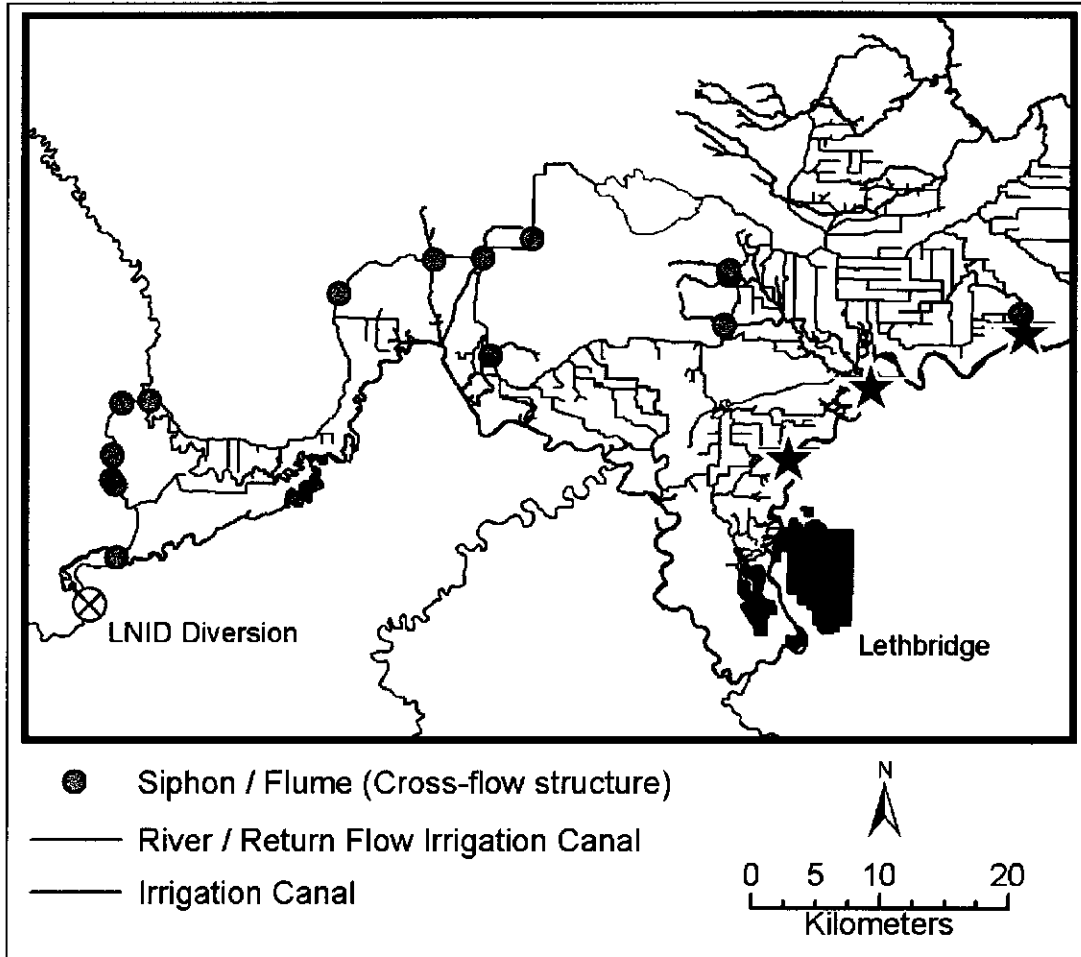 LNID Diversion
Lethbridge
Siphon / Flume (Cross-flow structure)
River / Return Flow Irrigation Canal
Irrigation Canal
N
0 5 10 20
Kilometers